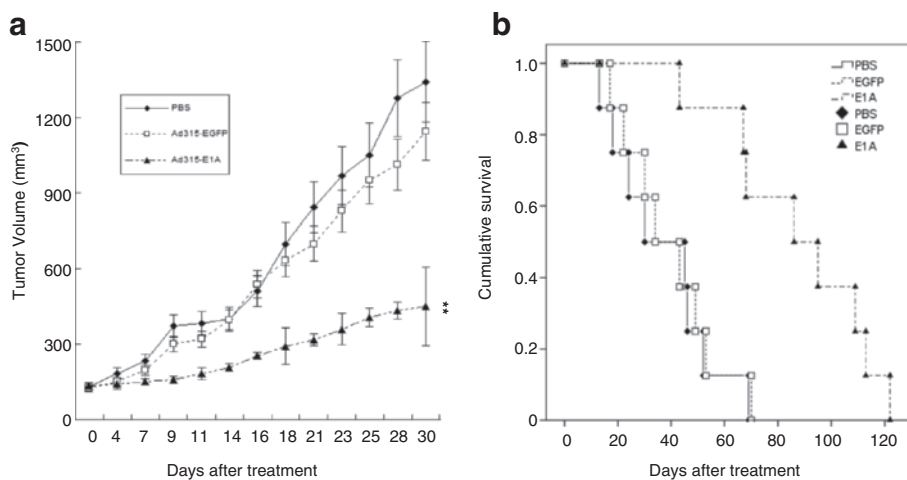 a
1500
1200
900
600
300
0
Tumor Volume (mm³)
PBS
Ad315-EGFP
Ad315-E1A
**
0 4 7 9 11 14 16 18 21 23 25 28 30
Days after treatment
b
1.0
0.8
0.6
0.4
0.2
0
Cumulative survival
PBS
EGFP
E1A
PBS
EGFP
E1A
0 20 40 60 80 100 120
Days after treatment